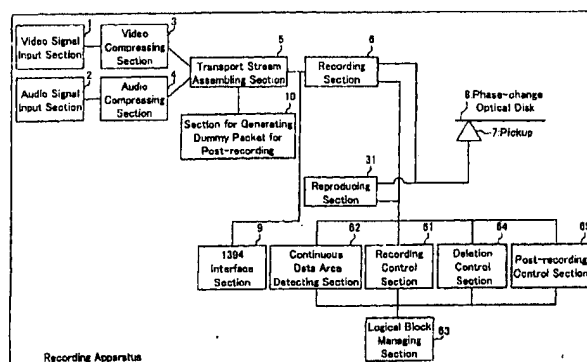 1
Video Signal
Input Section
3
Video
Compressing
Section
5
Transport Stream
Assembling Section
6
Recording
Section
2
Audio Signal
Input Section
4
Audio
Compressing
Section
10
Section for Generating
Dummy Packet for
Post-recording
8:Phase-change
Optical Disk
7:Pickup
31
Reproducing
Section
9
1394
Interface
Section
62
Continuous
Data Area
Detecting Section
61
Recording
Control
Section
64
Deletion
Control
Section
65
Post-recording
Control Section
Logical Block
Managing
Section
63
Recording Apparatus